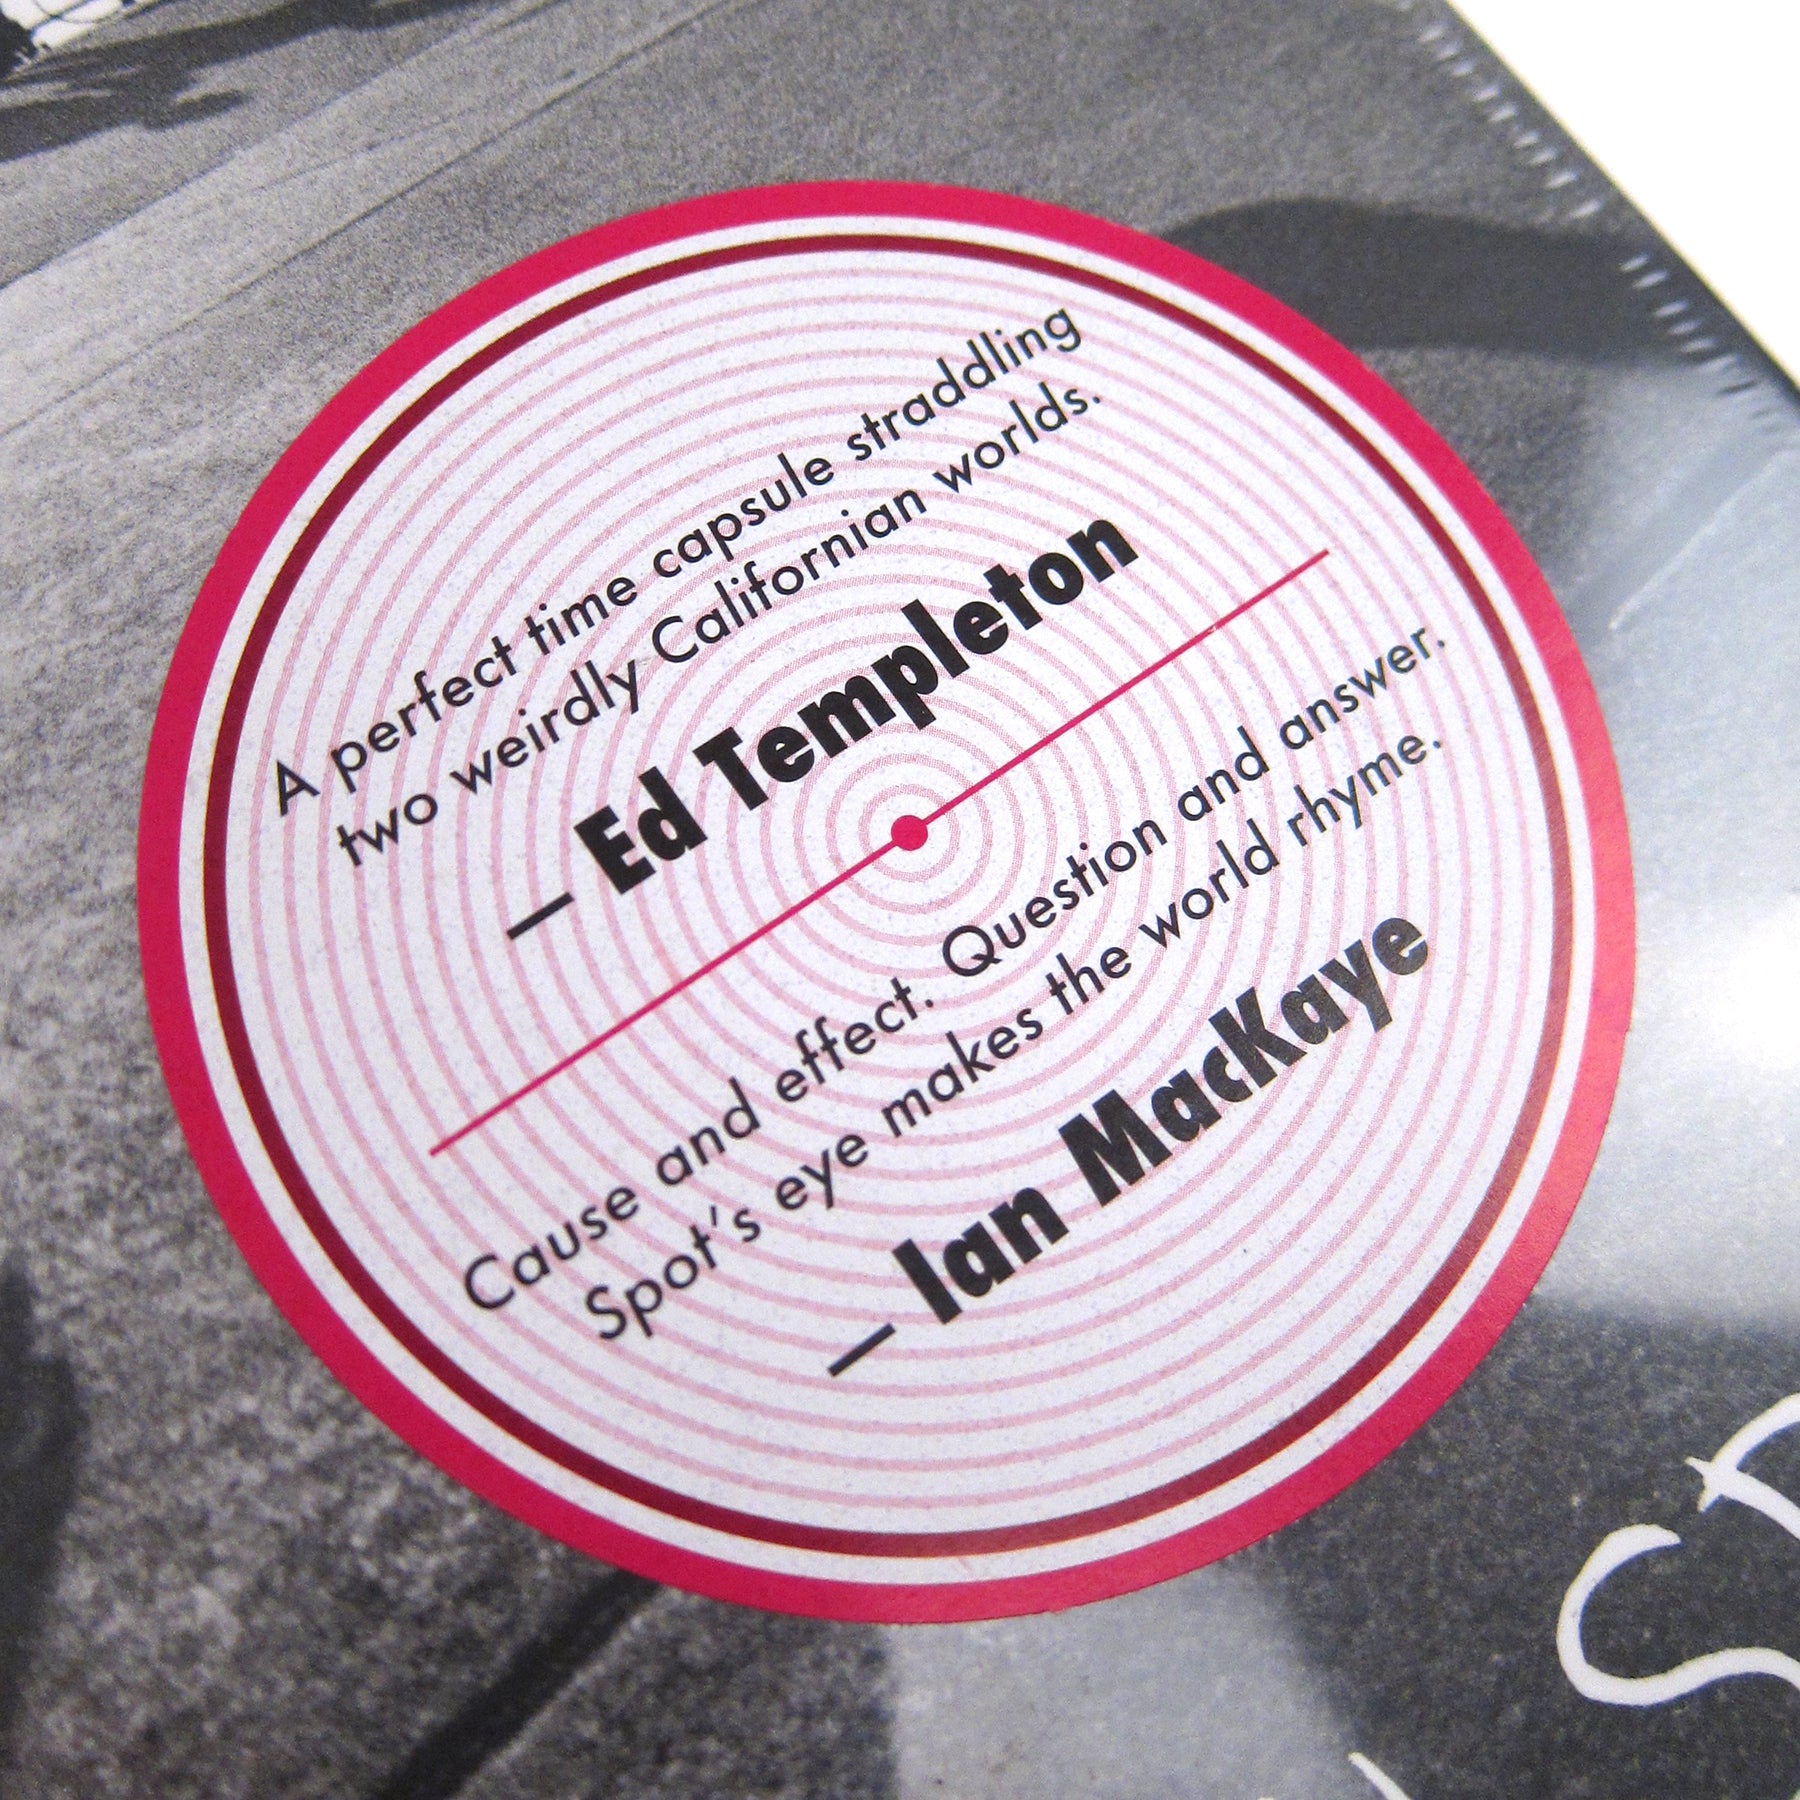 A perfect time capsule straddling
two weirdly Californian worlds.
— Ed Templeton
Cause and effect. Question and answer.
Spot's eye makes the world rhyme.
— Ian MacKaye